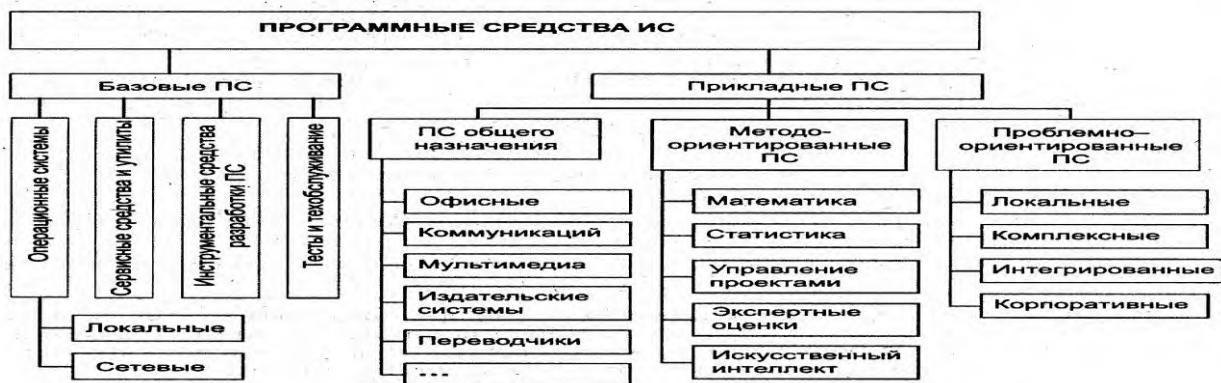 ПРОГРАММНЫЕ СРЕДСТВА ИС
Базовые ПС
Прикладные ПС
Операционные системы
Сервисные средства и утилиты
Инструментальные средства
разработки ПС
Тесты и техобслуживание
Локальные
Сетевые
ПС общего
назначения
Офисные
Коммуникаций
Мультимедиа
Издательские
системы
Переводчики
...
Методо-
ориентированные
ПС
Математика
Статистика
Управление
проектами
Экспертные
оценки
Искусственный
интеллект
Проблемно–
ориентированные
ПС
Локальные
Комплексные
Интегрированные
Корпоративные